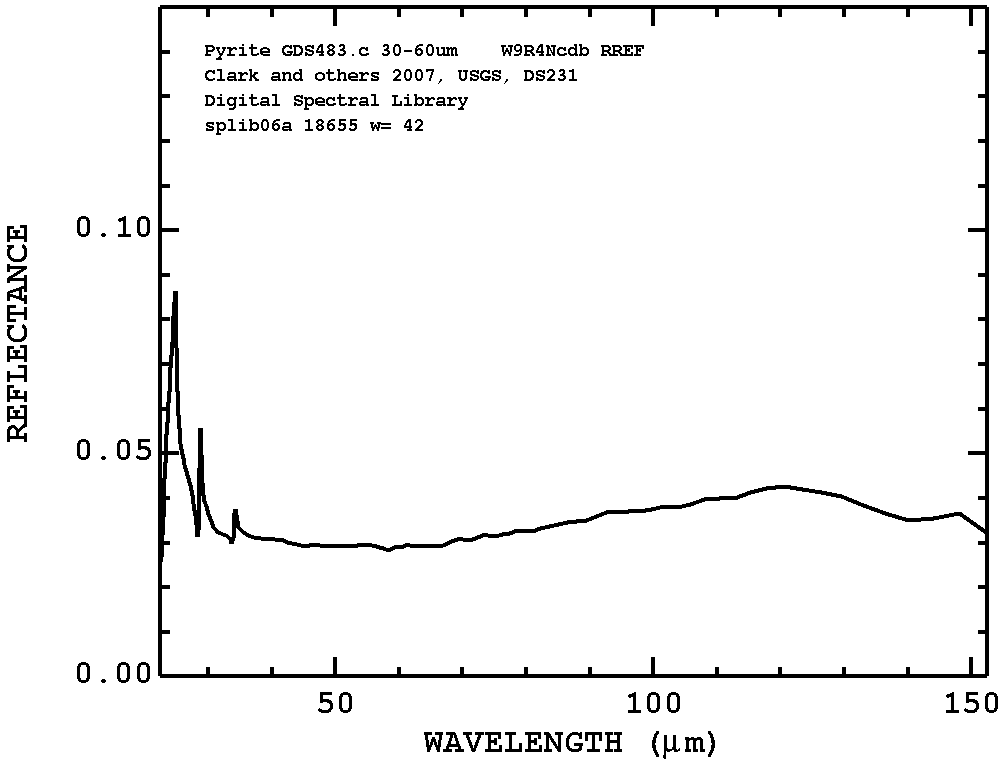 Pyrite GDS483.c 30-60um W9R4Ncdb RREF
Clark and others 2007, USGS, DS231
Digital Spectral Library
splib06a 18655 w= 42
REFLECTANCE
0.10
0.05
0.00
50 100 150
WAVELENGTH (μm)